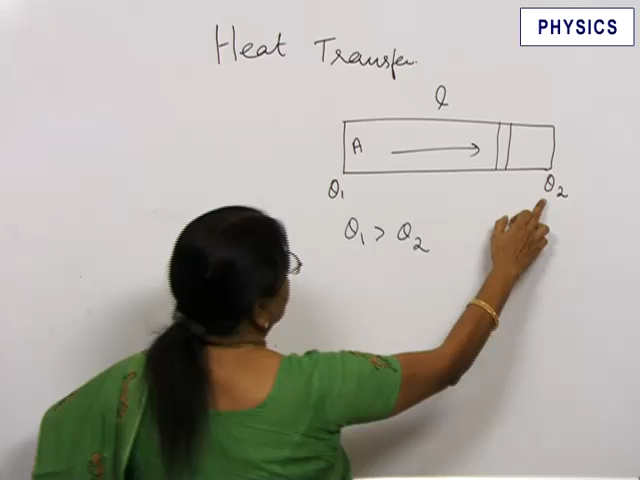 PHYSICS
Heat Transfer.
l
A
θ₁
θ₂
θ₁ > θ₂